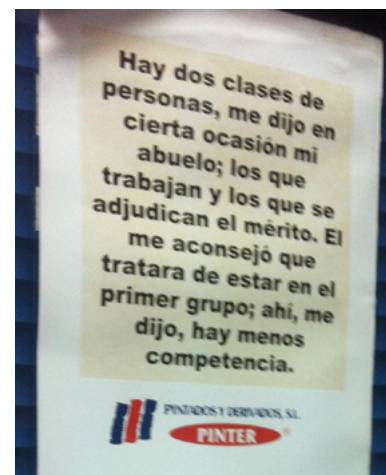 Hay dos clases de
personas, me dijo en
cierta ocasión mi
abuelo; los que
trabajan y los que se
adjudican el mérito. El
me aconsejó que
tratara de estar en el
primer grupo; ahí, me
dijo, hay menos
competencia.
PINTADOS Y DERIVADOS, S.L.
PINTER®